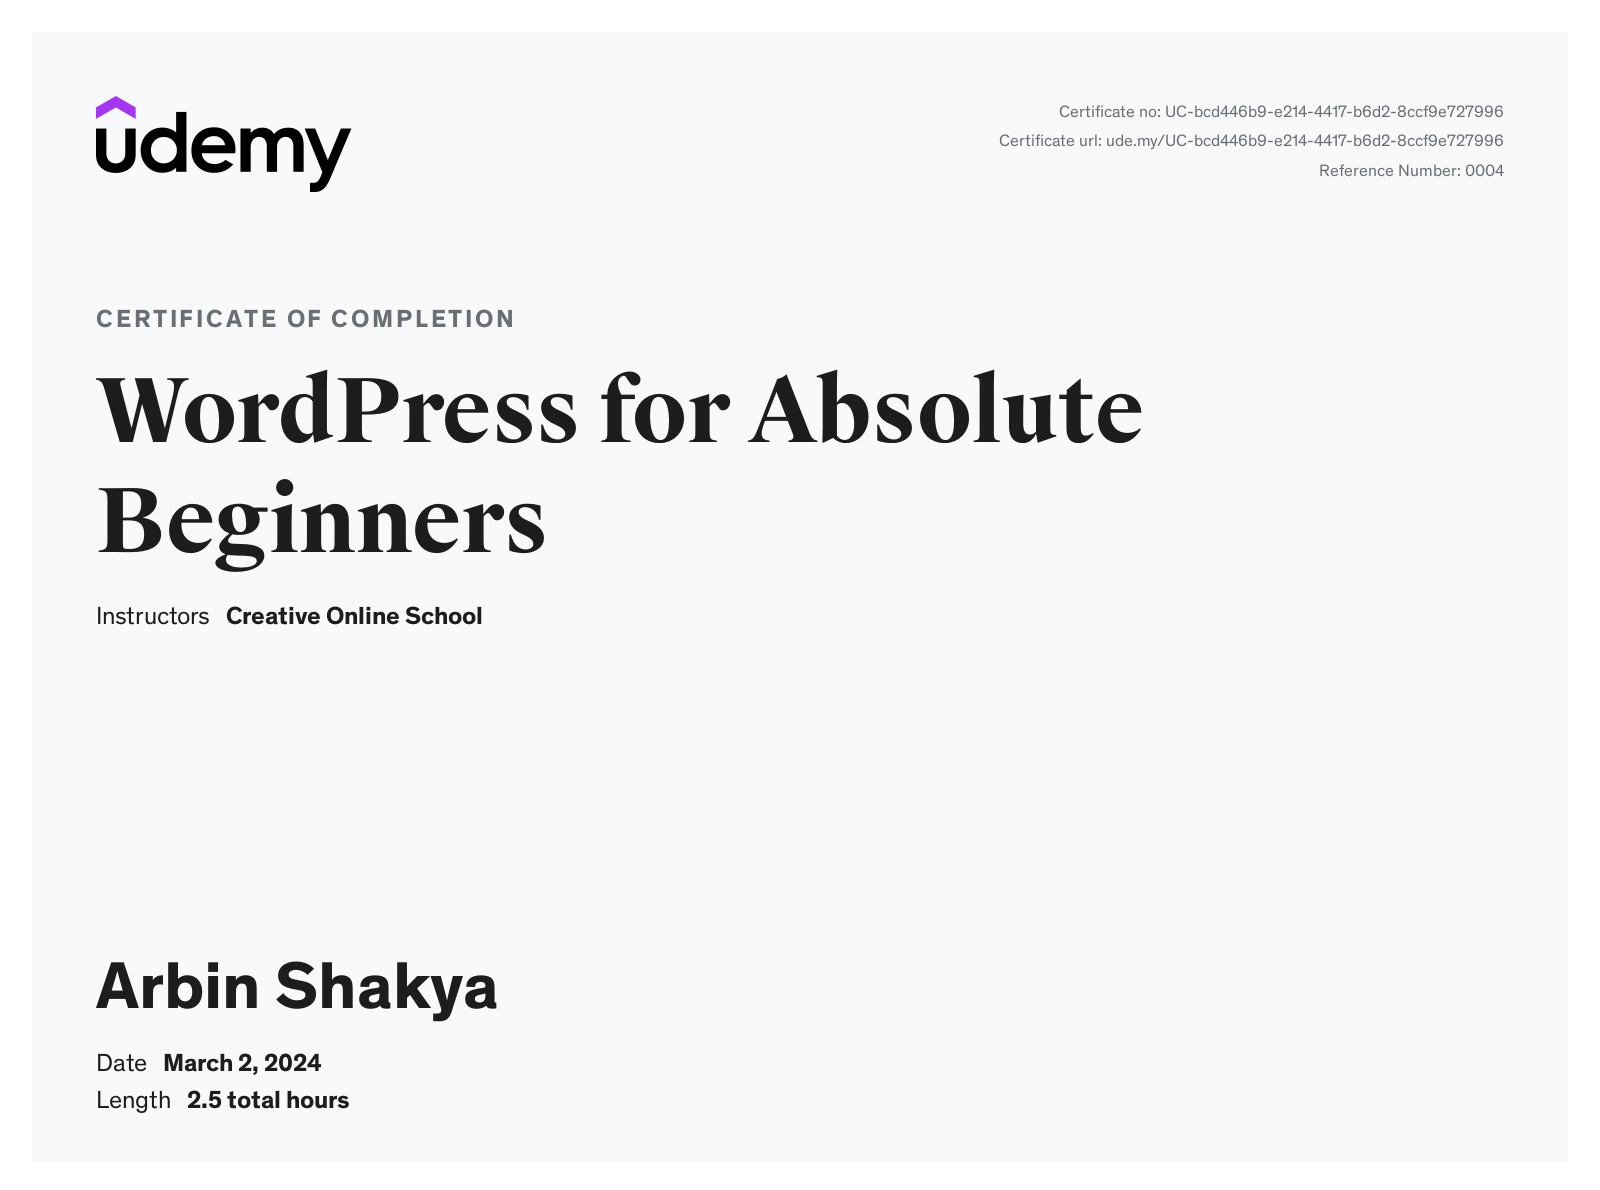 udemy
Certificate no: UC-bcd446b9-e214-4417-b6d2-8ccf9e727996
Certificate url: ude.my/UC-bcd446b9-e214-4417-b6d2-8ccf9e727996
Reference Number: 0004
CERTIFICATE OF COMPLETION
WordPress for Absolute
Beginners
Instructors Creative Online School
Arbin Shakya
Date March 2, 2024
Length 2.5 total hours